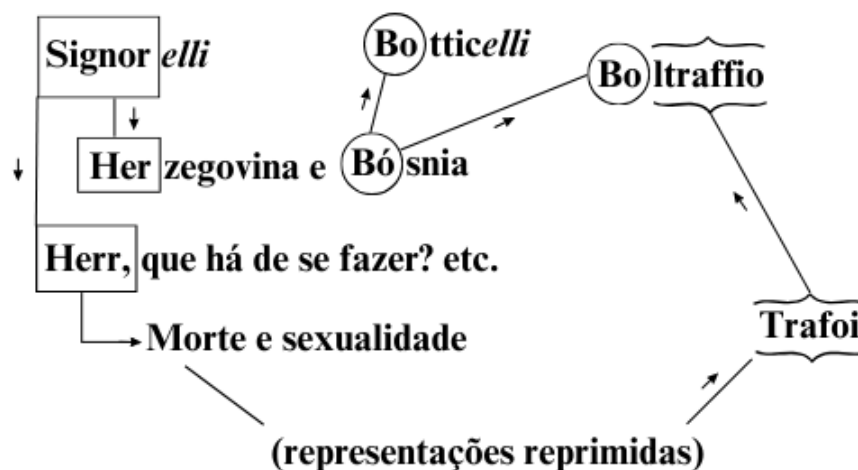 Signor elli Bo tticelli Bo ltraffio
Her zegovina e Bó snia
Herr, que há de se fazer? etc.
Trafoi
Morte e sexualidade
(representações reprimidas)